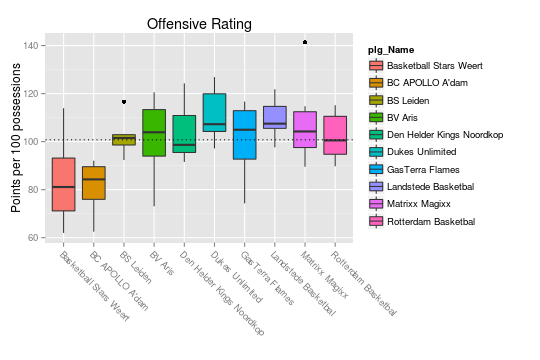 Offensive Rating
Points per 100 possessions
140
120
100
80
60
Basketball Stars Weert
BC APOLLO A'dam
BS Leiden
BV Aris
Den Helder Kings Noordkop
Dukes Unlimited
GasTerra Flames
Landstede Basketbal
Matrixx Magixx
Rotterdam Basketbal
plg_Name
Basketball Stars Weert
BC APOLLO A'dam
BS Leiden
BV Aris
Den Helder Kings Noordkop
Dukes Unlimited
GasTerra Flames
Landstede Basketbal
Matrixx Magixx
Rotterdam Basketbal